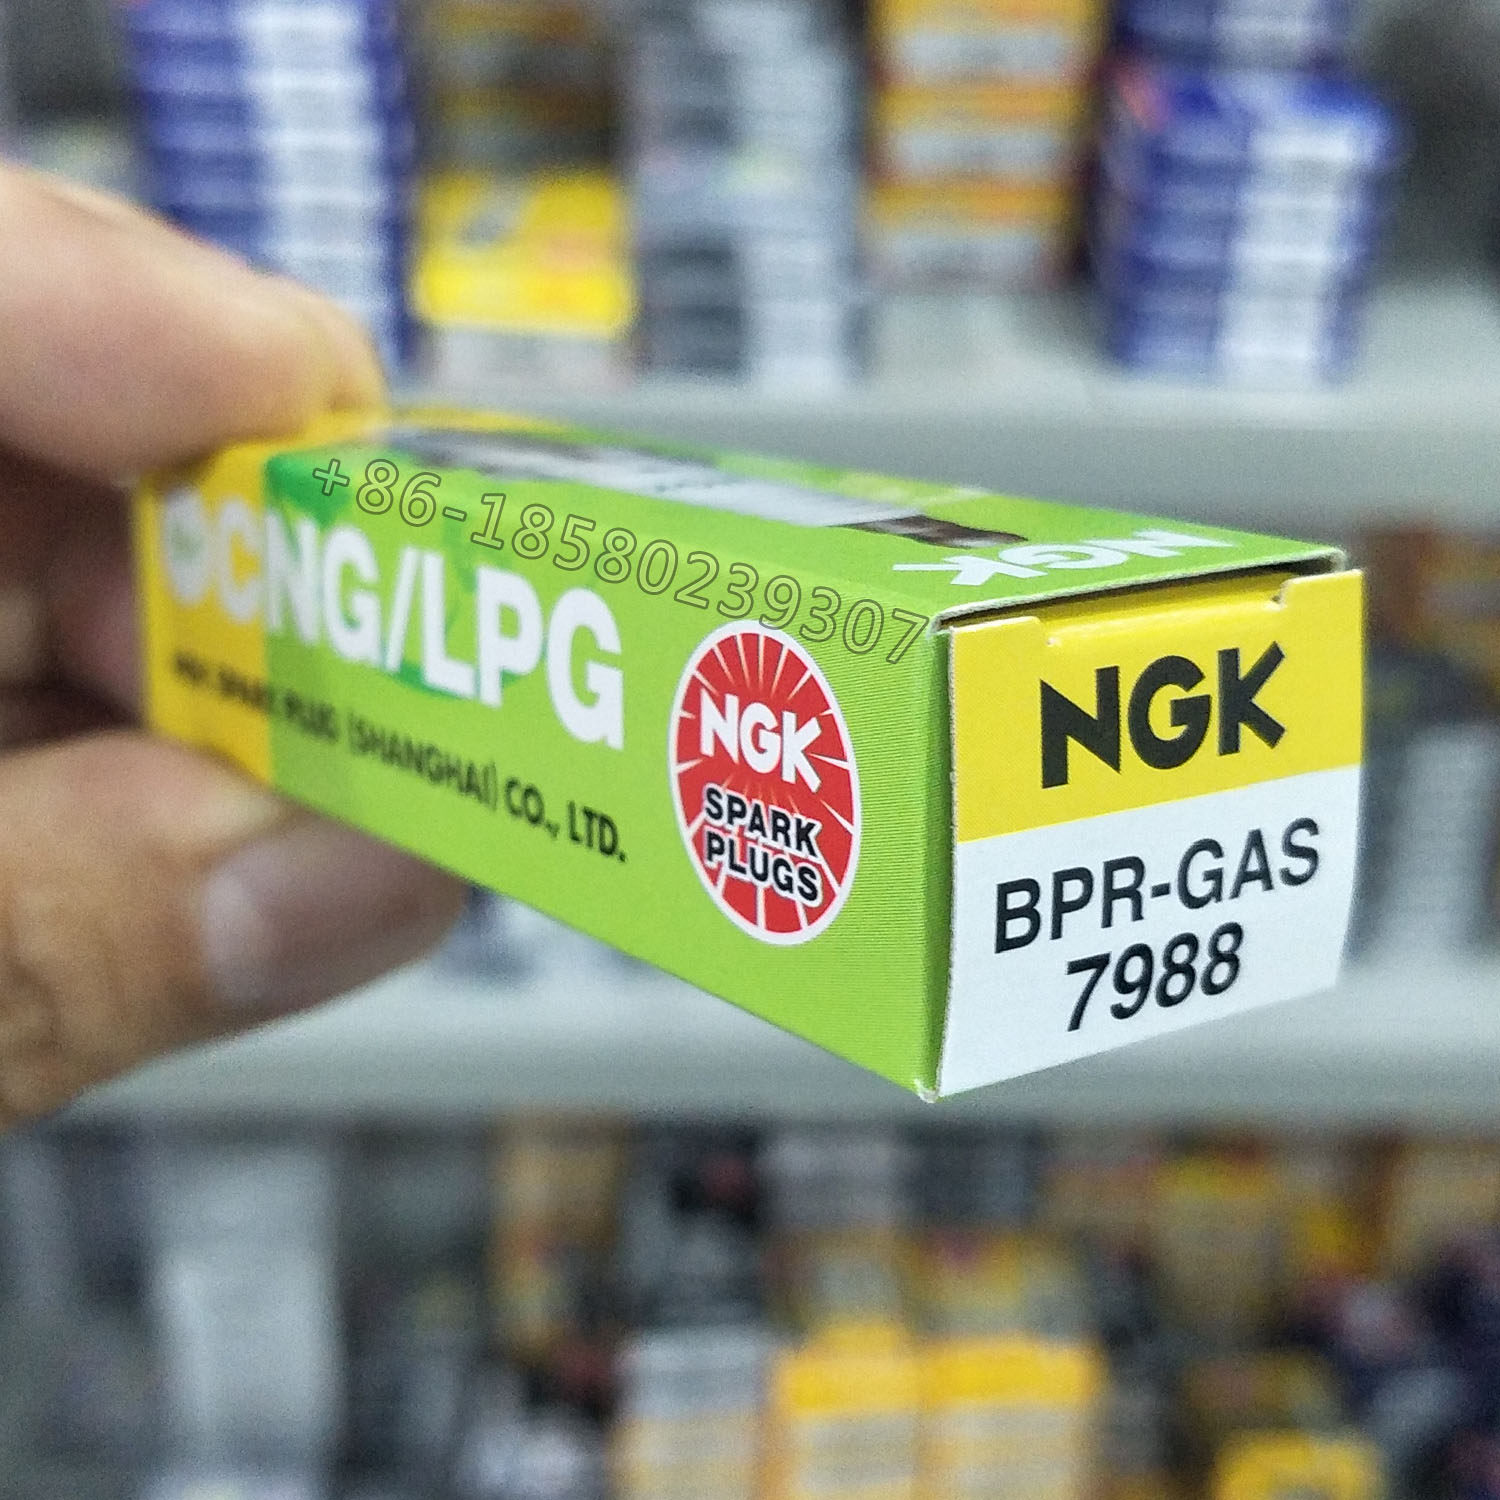 +86-18580239307
NGK
CNG/LPG
NGK SPARK PLUG (SHANGHAI) CO., LTD.
NGK
SPARK
PLUGS
NGK
BPR-GAS
7988